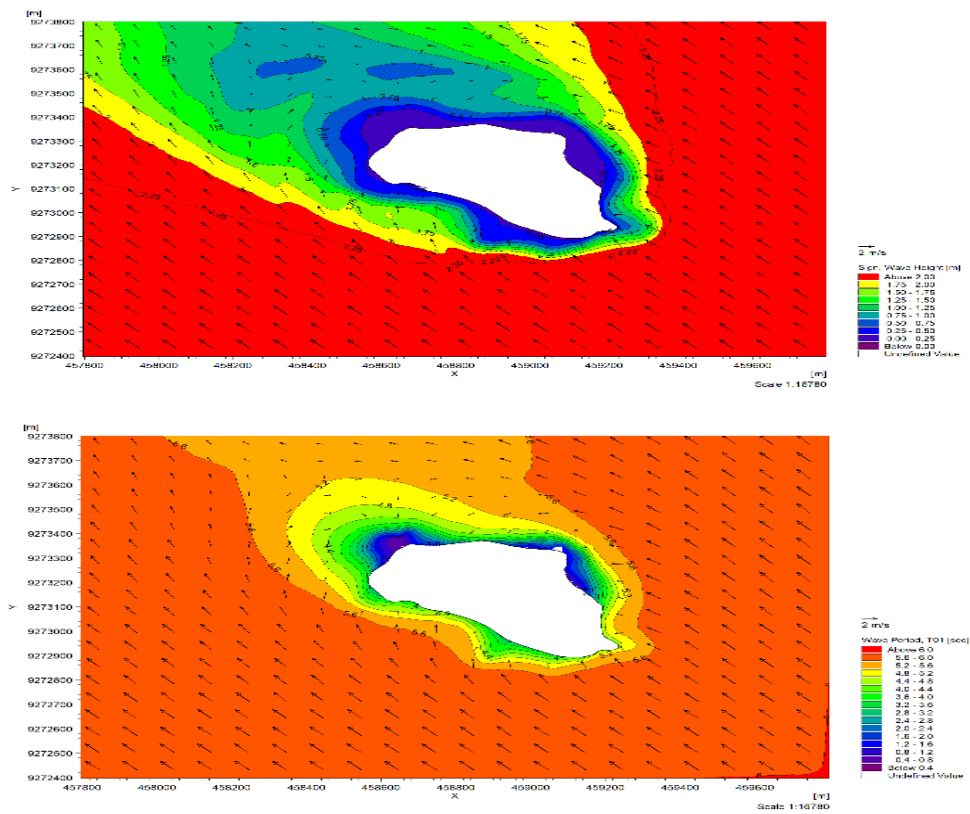 [m]
9273800
9273700
9273600
9273500
9273400
9273300
9273200
9273100
9273000
9272900
9272800
9272700
9272600
9272500
9272400
Y
457800 458000 458200 458400 458600 458800 459000 459200 459400 459600
X
[m]
2 m/s
Sign. Wave Height [m]
Above 2.00
1.75 - 2.00
1.50 - 1.75
1.25 - 1.50
1.00 - 1.25
0.75 - 1.00
0.50 - 0.75
0.25 - 0.50
0.00 - 0.25
Below 0.00
Undefined Value
[m]
9273800
9273700
9273600
9273500
9273400
9273300
9273200
9273100
9273000
9272900
9272800
9272700
9272600
9272500
9272400
Y
457800 458000 458200 458400 458600 458800 459000 459200 459400 459600
X
[m]
Scale 1:16780
2 m/s
Wave Period, T01 [sec]
Above 6.0
5.6 - 6.0
5.2 - 5.6
4.8 - 5.2
4.4 - 4.8
4.0 - 4.4
3.6 - 4.0
3.2 - 3.6
2.8 - 3.2
2.4 - 2.8
2.0 - 2.4
1.6 - 2.0
1.2 - 1.6
0.8 - 1.2
0.4 - 0.8
Below 0.4
Undefined Value